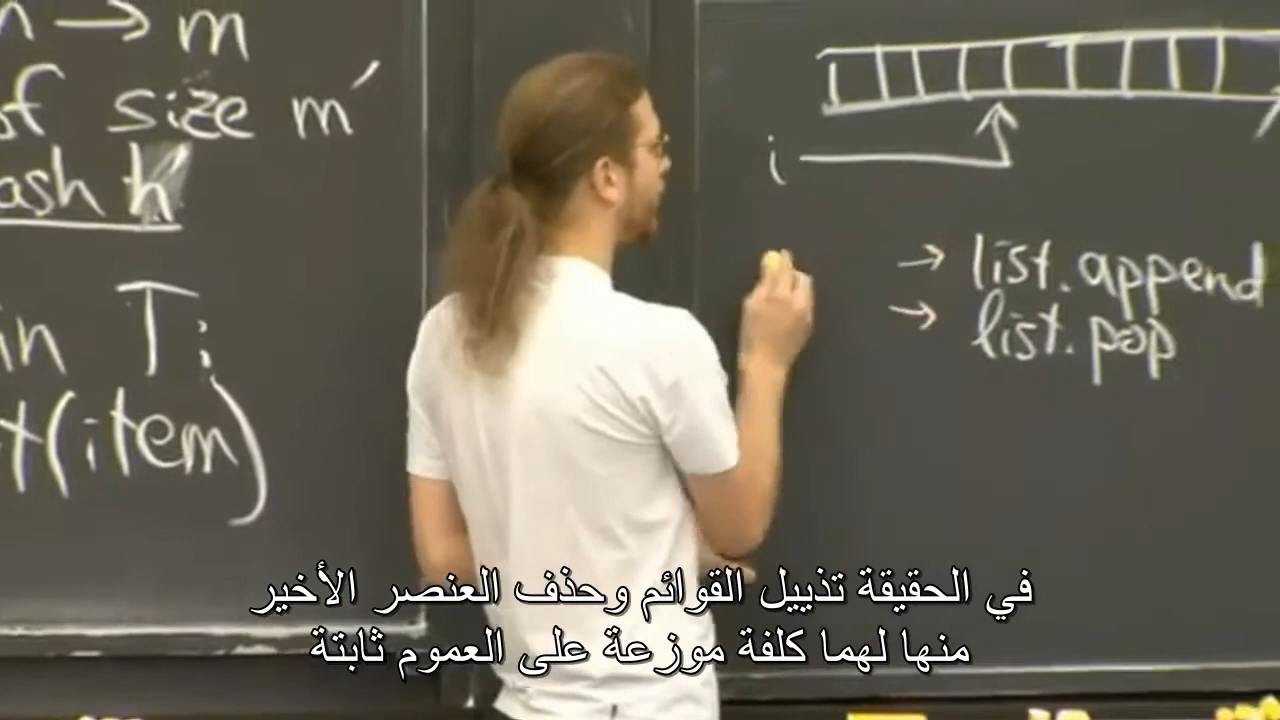 → m
of size m'
h'
in Ti
(item)
i
→ list.append
→ list.pop
في الحقيقة تذييل القوائم وحذف العنصر الأخير
منها لهما كلفة موزعة على العموم ثابتة